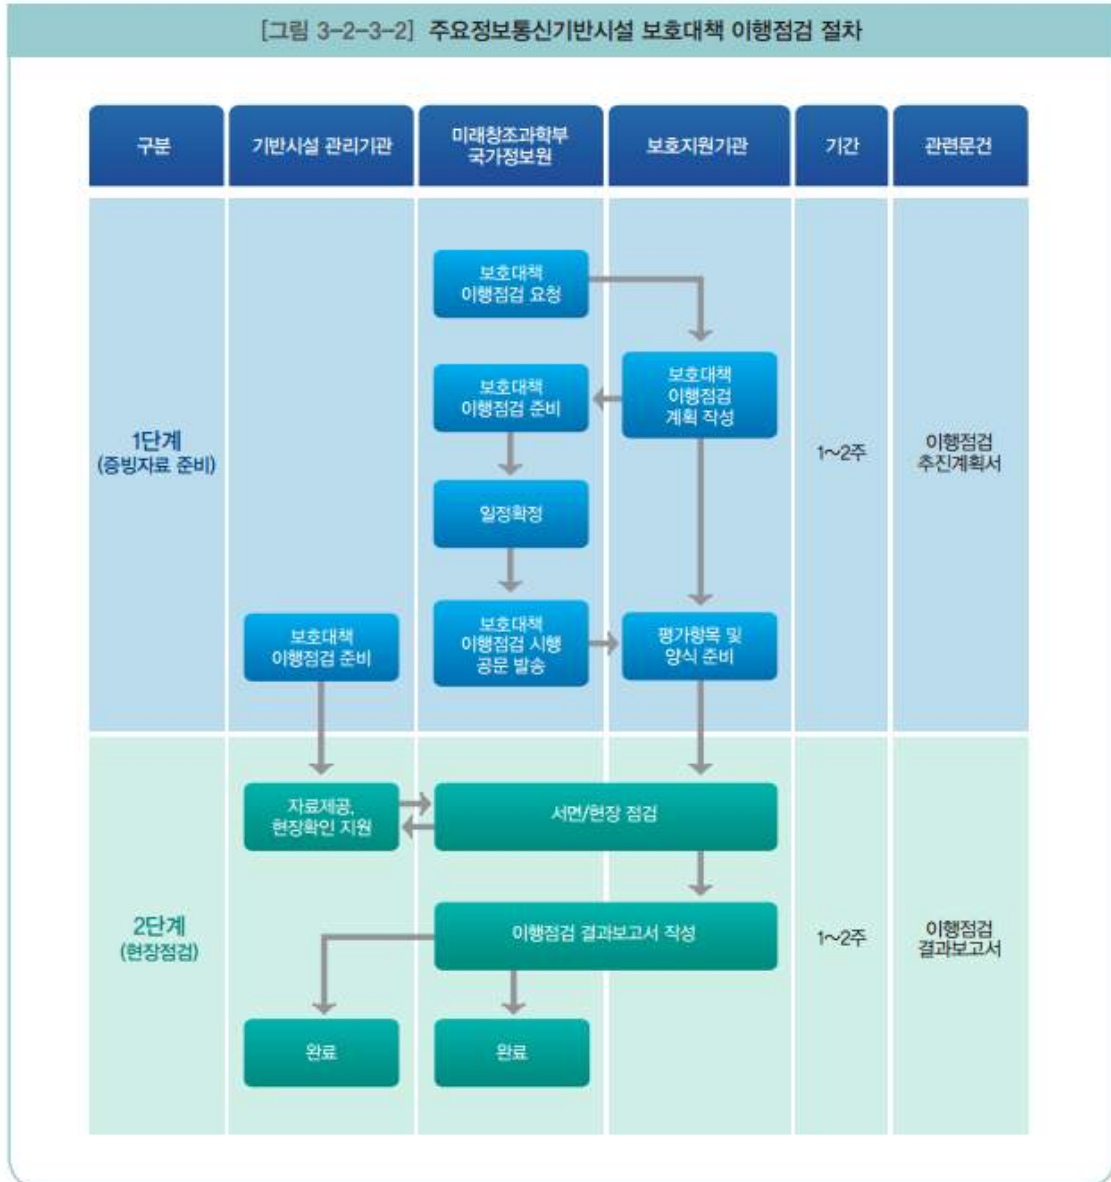 [그림 3-2-3-2] 주요정보통신기반시설 보호대책 이행점검 절차
구분
기반시설 관리기관
미래창조과학부
국가정보원
보호지원기관
기간
관련문건
1단계
(증빙자료 준비)
보호대책
이행점검 요청
보호대책
이행점검 준비
보호대책
이행점검
계획 작성
일정확정
보호대책
이행점검 준비
보호대책
이행점검 시행
공문 발송
평가항목 및
양식 준비
1~2주
이행점검
추진계획서
2단계
(현장점검)
자료제공,
현장확인 지원
서면/현장 점검
이행점검 결과보고서 작성
완료
완료
1~2주
이행점검
결과보고서